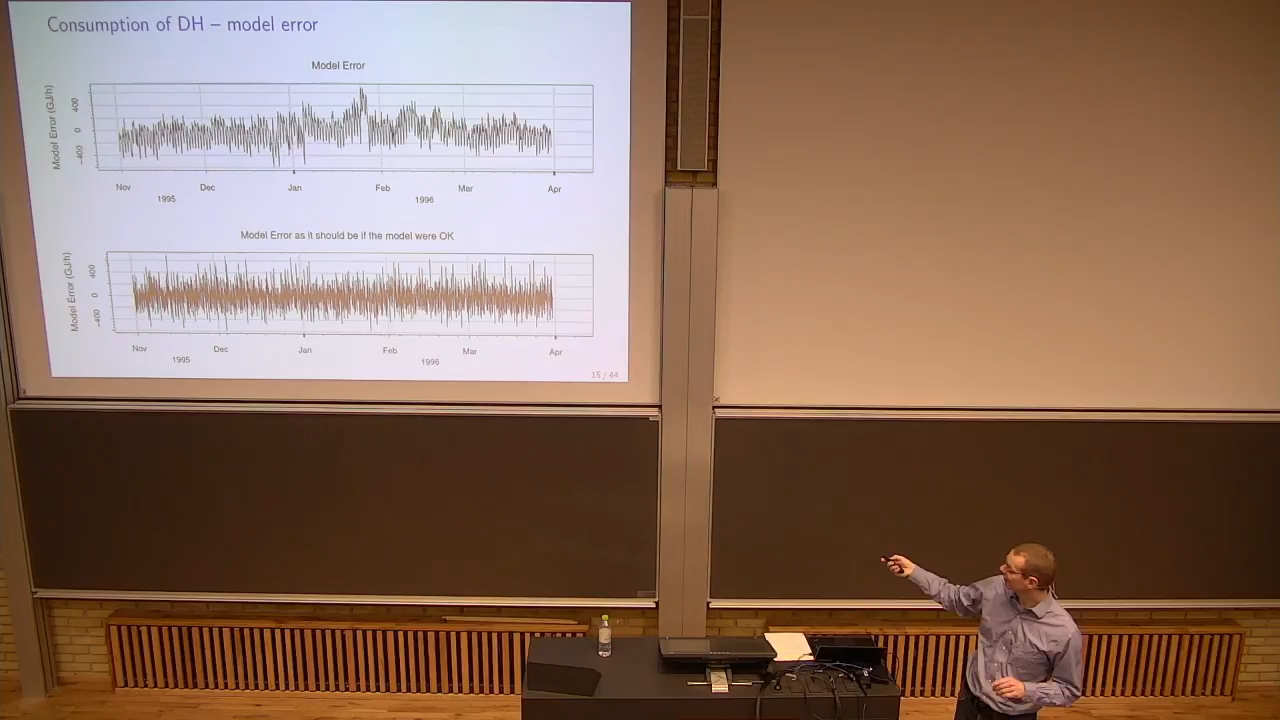 Consumption of DH – model error
Model Error
Model Error (GJ/h)
−400 0 400
Nov Dec Jan Feb Mar Apr
1995 1996
Model Error as it should be if the model were OK
Model Error (GJ/h)
−400 0 400
Nov Dec Jan Feb Mar Apr
1995 1996
15 / 44